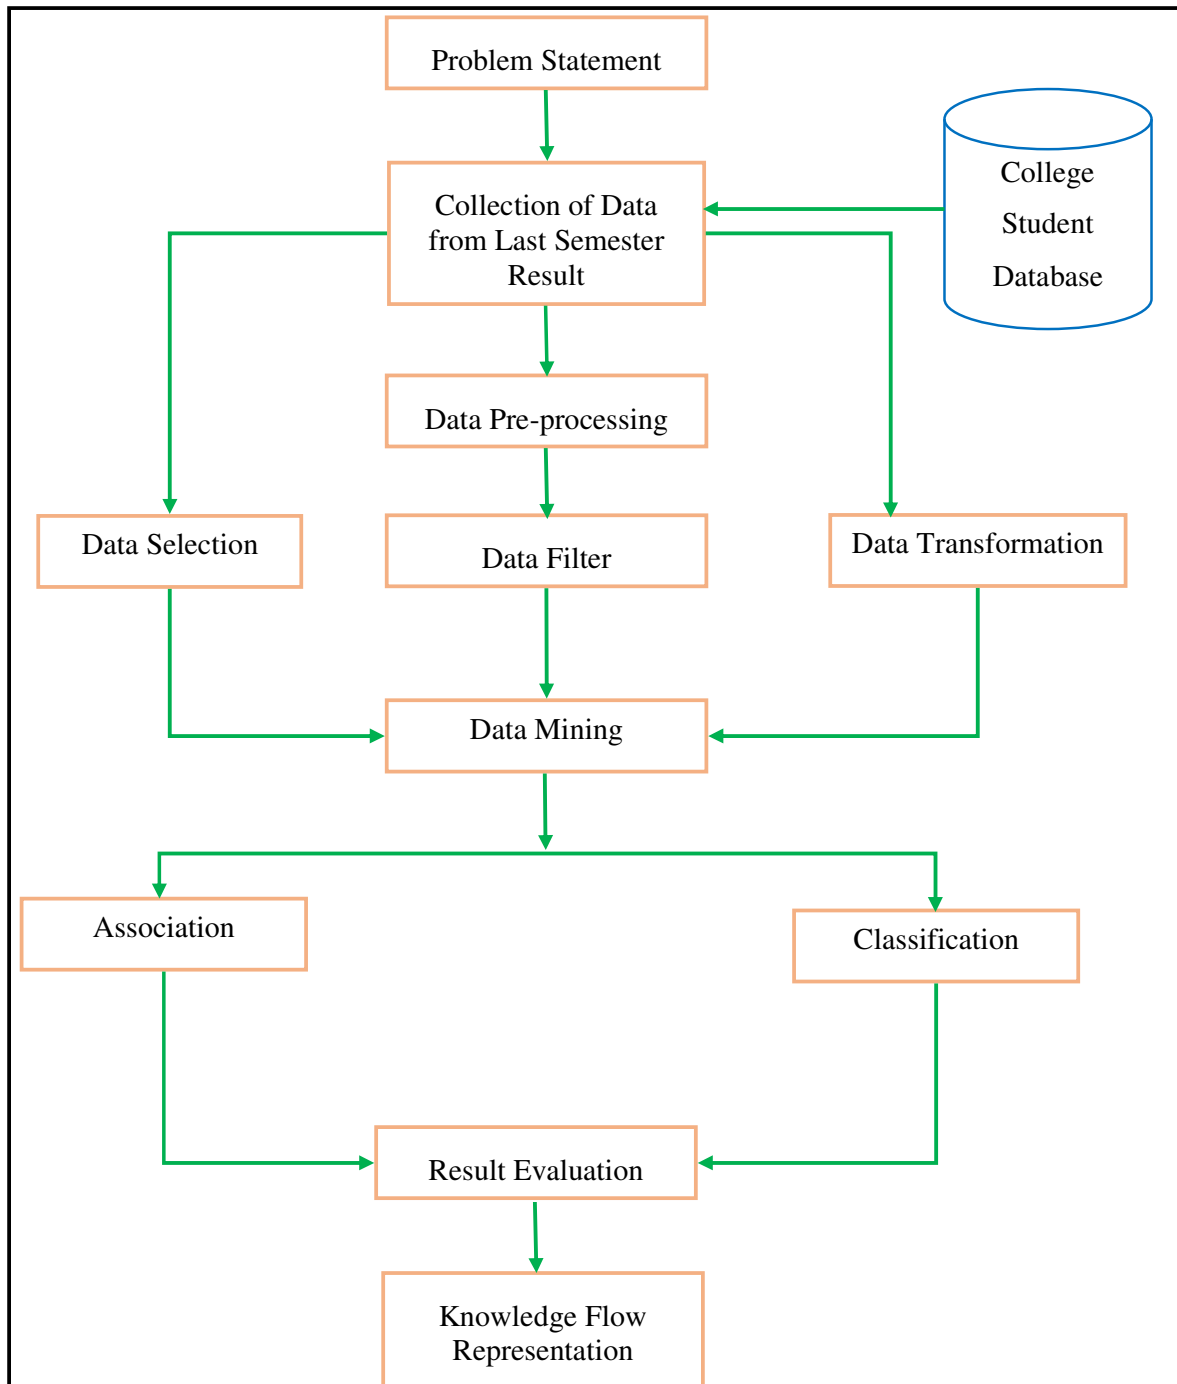 Problem Statement
College
Student
Database
Collection of Data
from Last Semester
Result
Data Pre-processing
Data Selection
Data Filter
Data Transformation
Data Mining
Association
Classification
Result Evaluation
Knowledge Flow
Representation